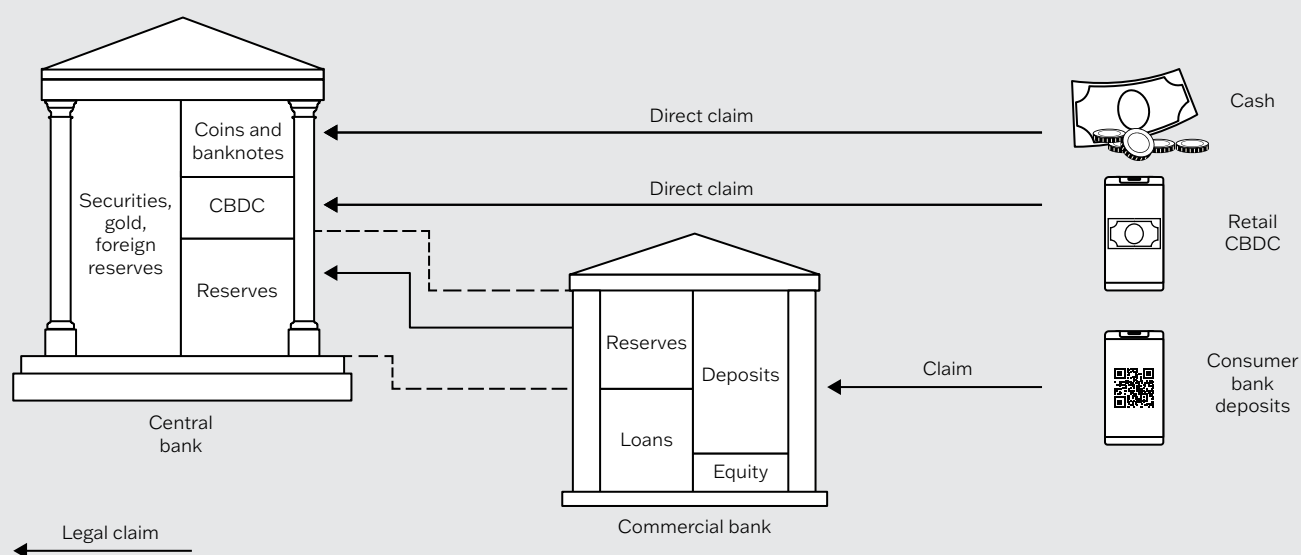 Coins and
banknotes
CBDC
Securities,
gold,
foreign
reserves
Reserves
Central
bank
Direct claim
Direct claim
Reserves
Deposits
Loans
Equity
Commercial bank
Claim
Cash
Retail
CBDC
Consumer
bank
deposits
Legal claim